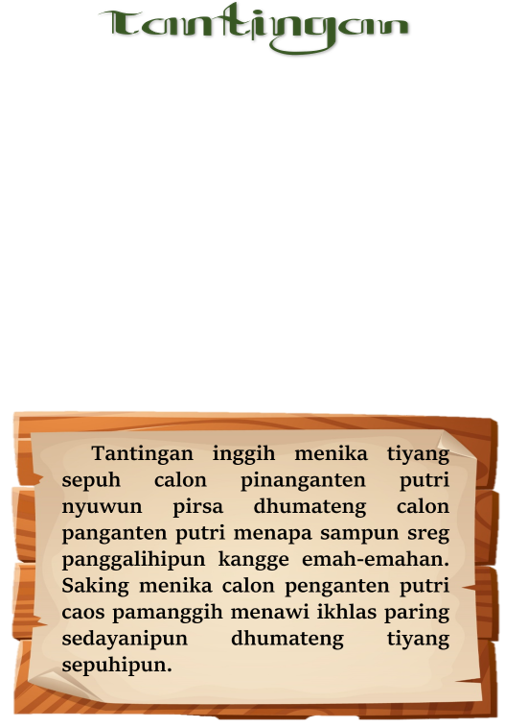 Tantingan
Tantingan inggih menika tiyang
sepuh calon pinanganten putri
nyuwun pirsa dhumateng calon
panganten putri menapa sampun sreg
panggalihipun kangge emah-emahan.
Saking menika calon penganten putri
caos pamanggih menawi ikhlas paring
sedayanipun dhumateng tiyang
sepuhipun.